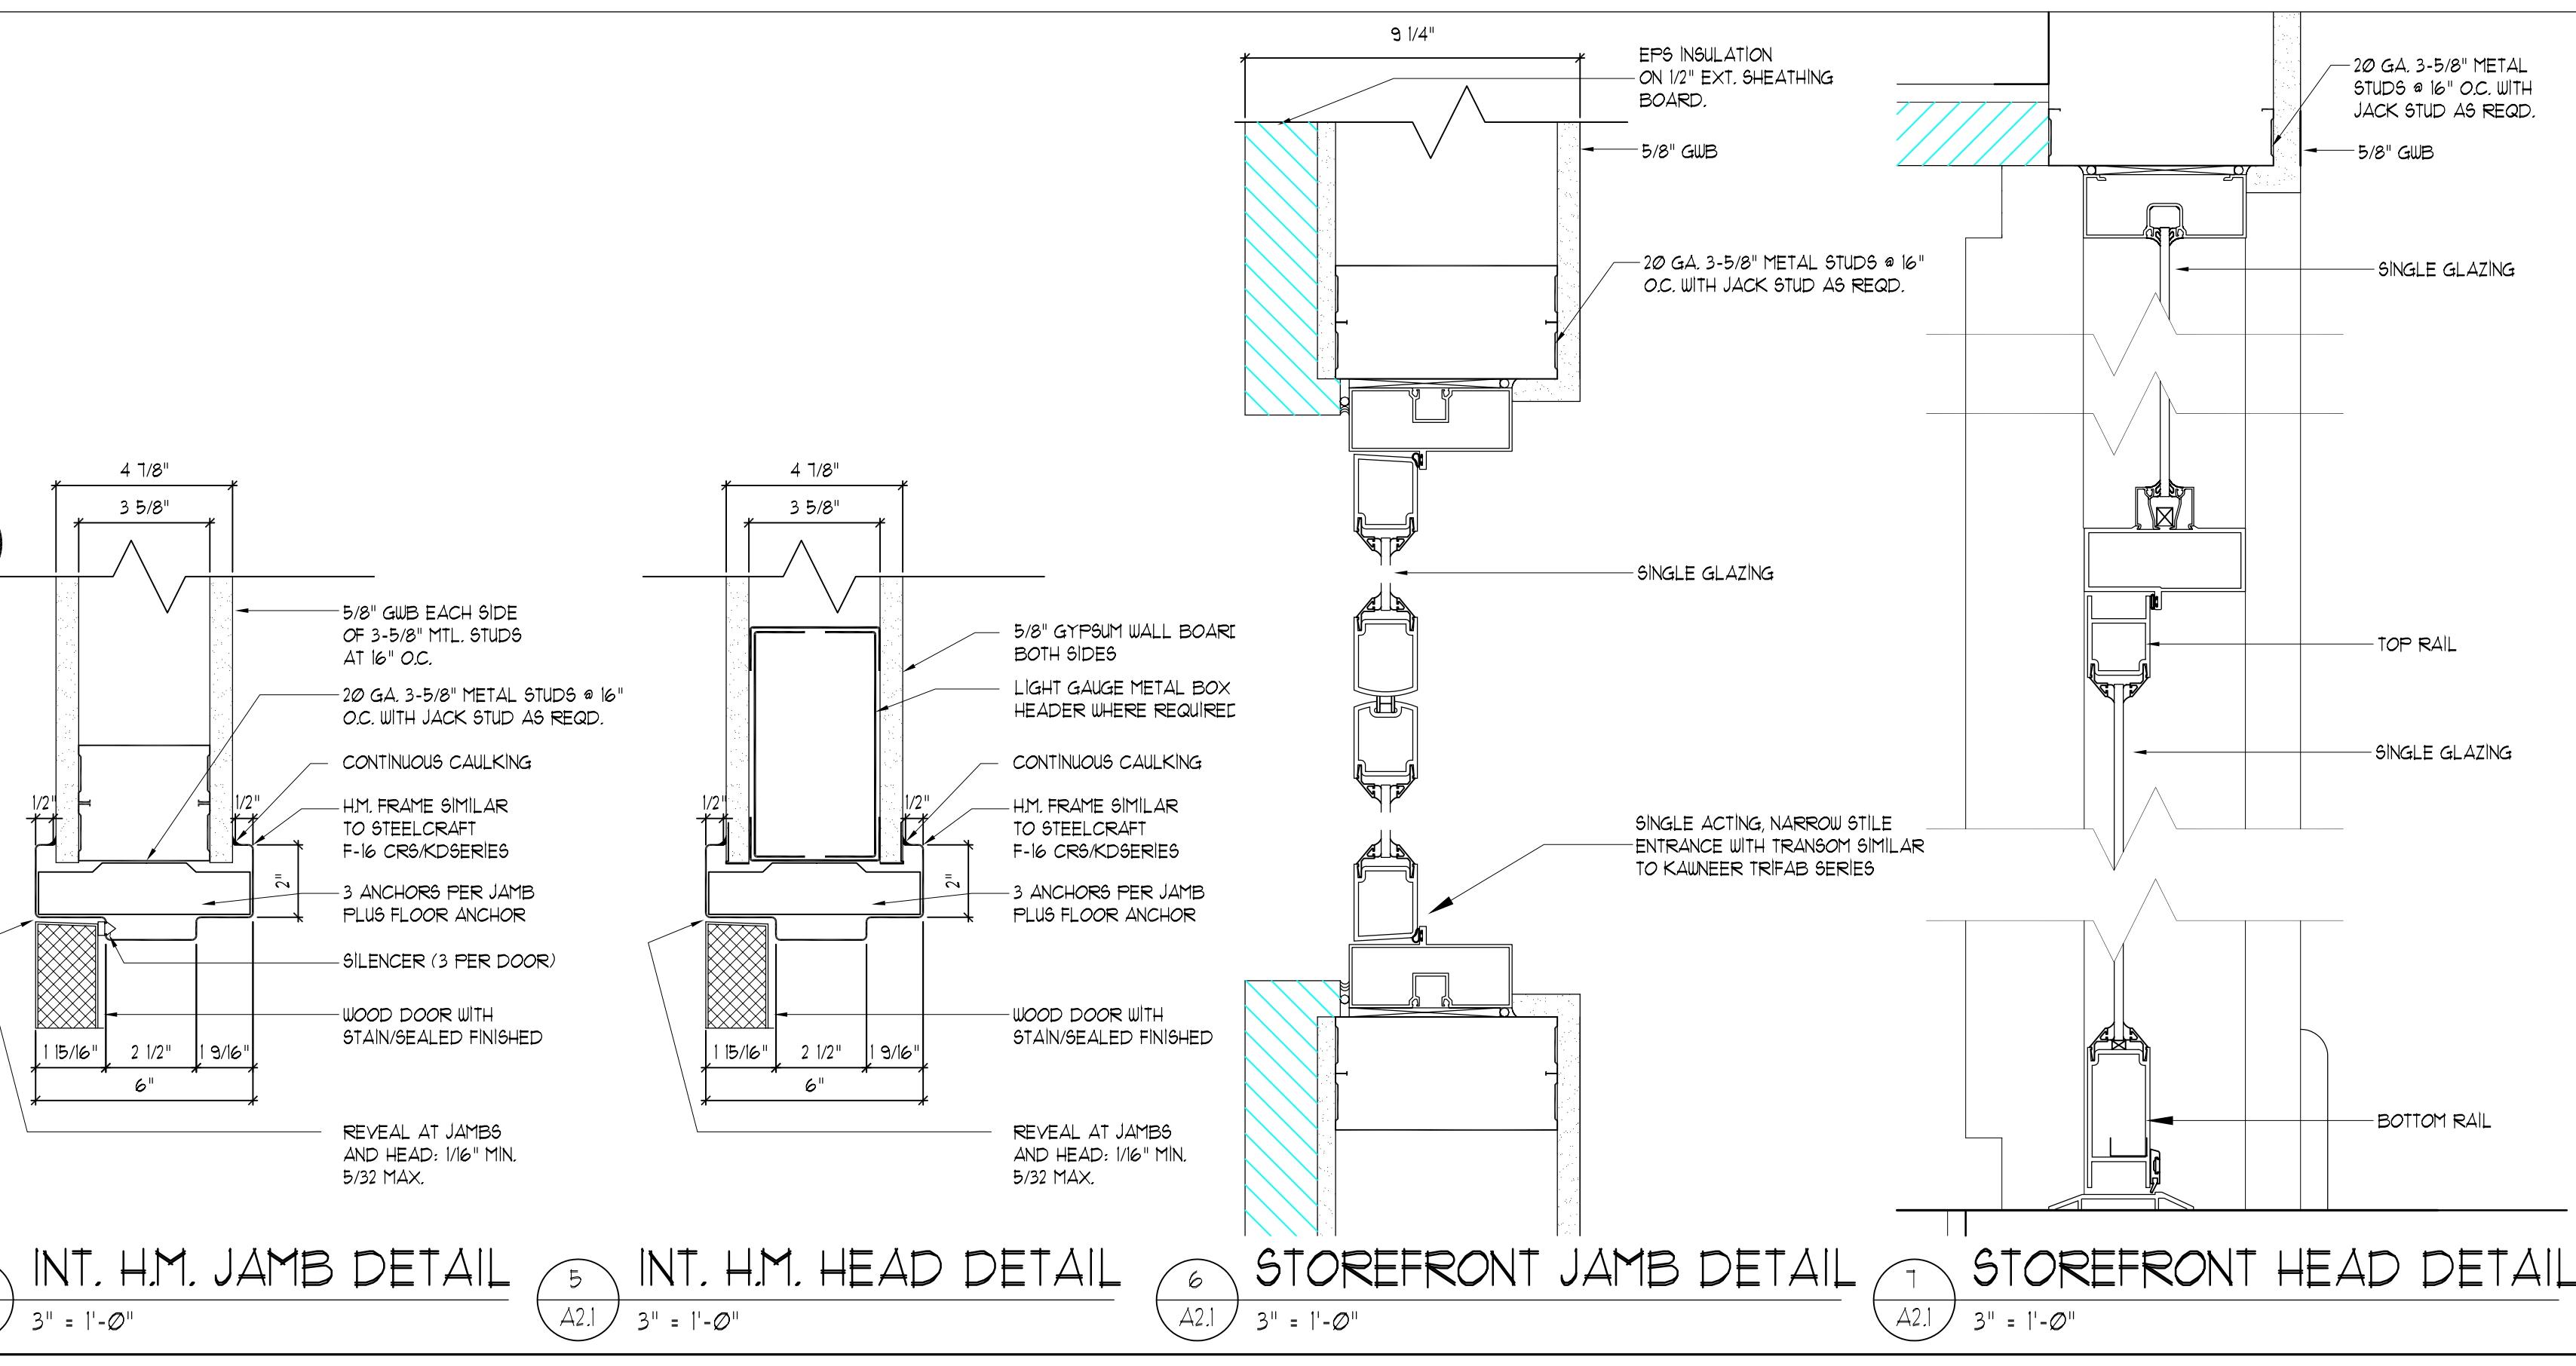 4 7/8"
3 5/8"
5/8" GWB EACH SIDE
OF 3-5/8" MTL. STUDS
AT 16" O.C.
20 GA. 3-5/8" METAL STUDS @ 16"
O.C. WITH JACK STUD AS REQD.
CONTINUOUS CAULKING
1/2"
1/2"
H.M. FRAME SIMILAR
TO STEELCRAFT
F-16 CRS/KDSERIES
2"
3 ANCHORS PER JAMB
PLUS FLOOR ANCHOR
SILENCER (3 PER DOOR)
WOOD DOOR WITH
STAIN/SEALED FINISHED
1 15/16"
2 1/2"
1 9/16"
6"
REVEAL AT JAMBS
AND HEAD: 1/16" MIN.
5/32 MAX.
INT. H.M. JAMB DETAIL
3" = 1'-0"
4 7/8"
3 5/8"
5/8" GYPSUM WALL BOARD
BOTH SIDES
LIGHT GAUGE METAL BOX
HEADER WHERE REQUIRED
CONTINUOUS CAULKING
1/2"
1/2"
H.M. FRAME SIMILAR
TO STEELCRAFT
F-16 CRS/KDSERIES
2"
3 ANCHORS PER JAMB
PLUS FLOOR ANCHOR
WOOD DOOR WITH
STAIN/SEALED FINISHED
1 15/16"
2 1/2"
1 9/16"
6"
REVEAL AT JAMBS
AND HEAD: 1/16" MIN.
5/32 MAX.
5
A2.1
INT. H.M. HEAD DETAIL
3" = 1'-0"
9 1/4"
EPS INSULATION
ON 1/2" EXT. SHEATHING
BOARD.
5/8" GWB
20 GA. 3-5/8" METAL STUDS @ 16"
O.C. WITH JACK STUD AS REQD.
SINGLE GLAZING
SINGLE ACTING, NARROW STILE
ENTRANCE WITH TRANSOM SIMILAR
TO KAWNEER TRIFAB SERIES
6
A2.1
STOREFRONT JAMB DETAIL
3" = 1'-0"
20 GA. 3-5/8" METAL
STUDS @ 16" O.C. WITH
JACK STUD AS REQD.
5/8" GWB
SINGLE GLAZING
TOP RAIL
SINGLE GLAZING
BOTTOM RAIL
7
A2.1
STOREFRONT HEAD DETAIL
3" = 1'-0"